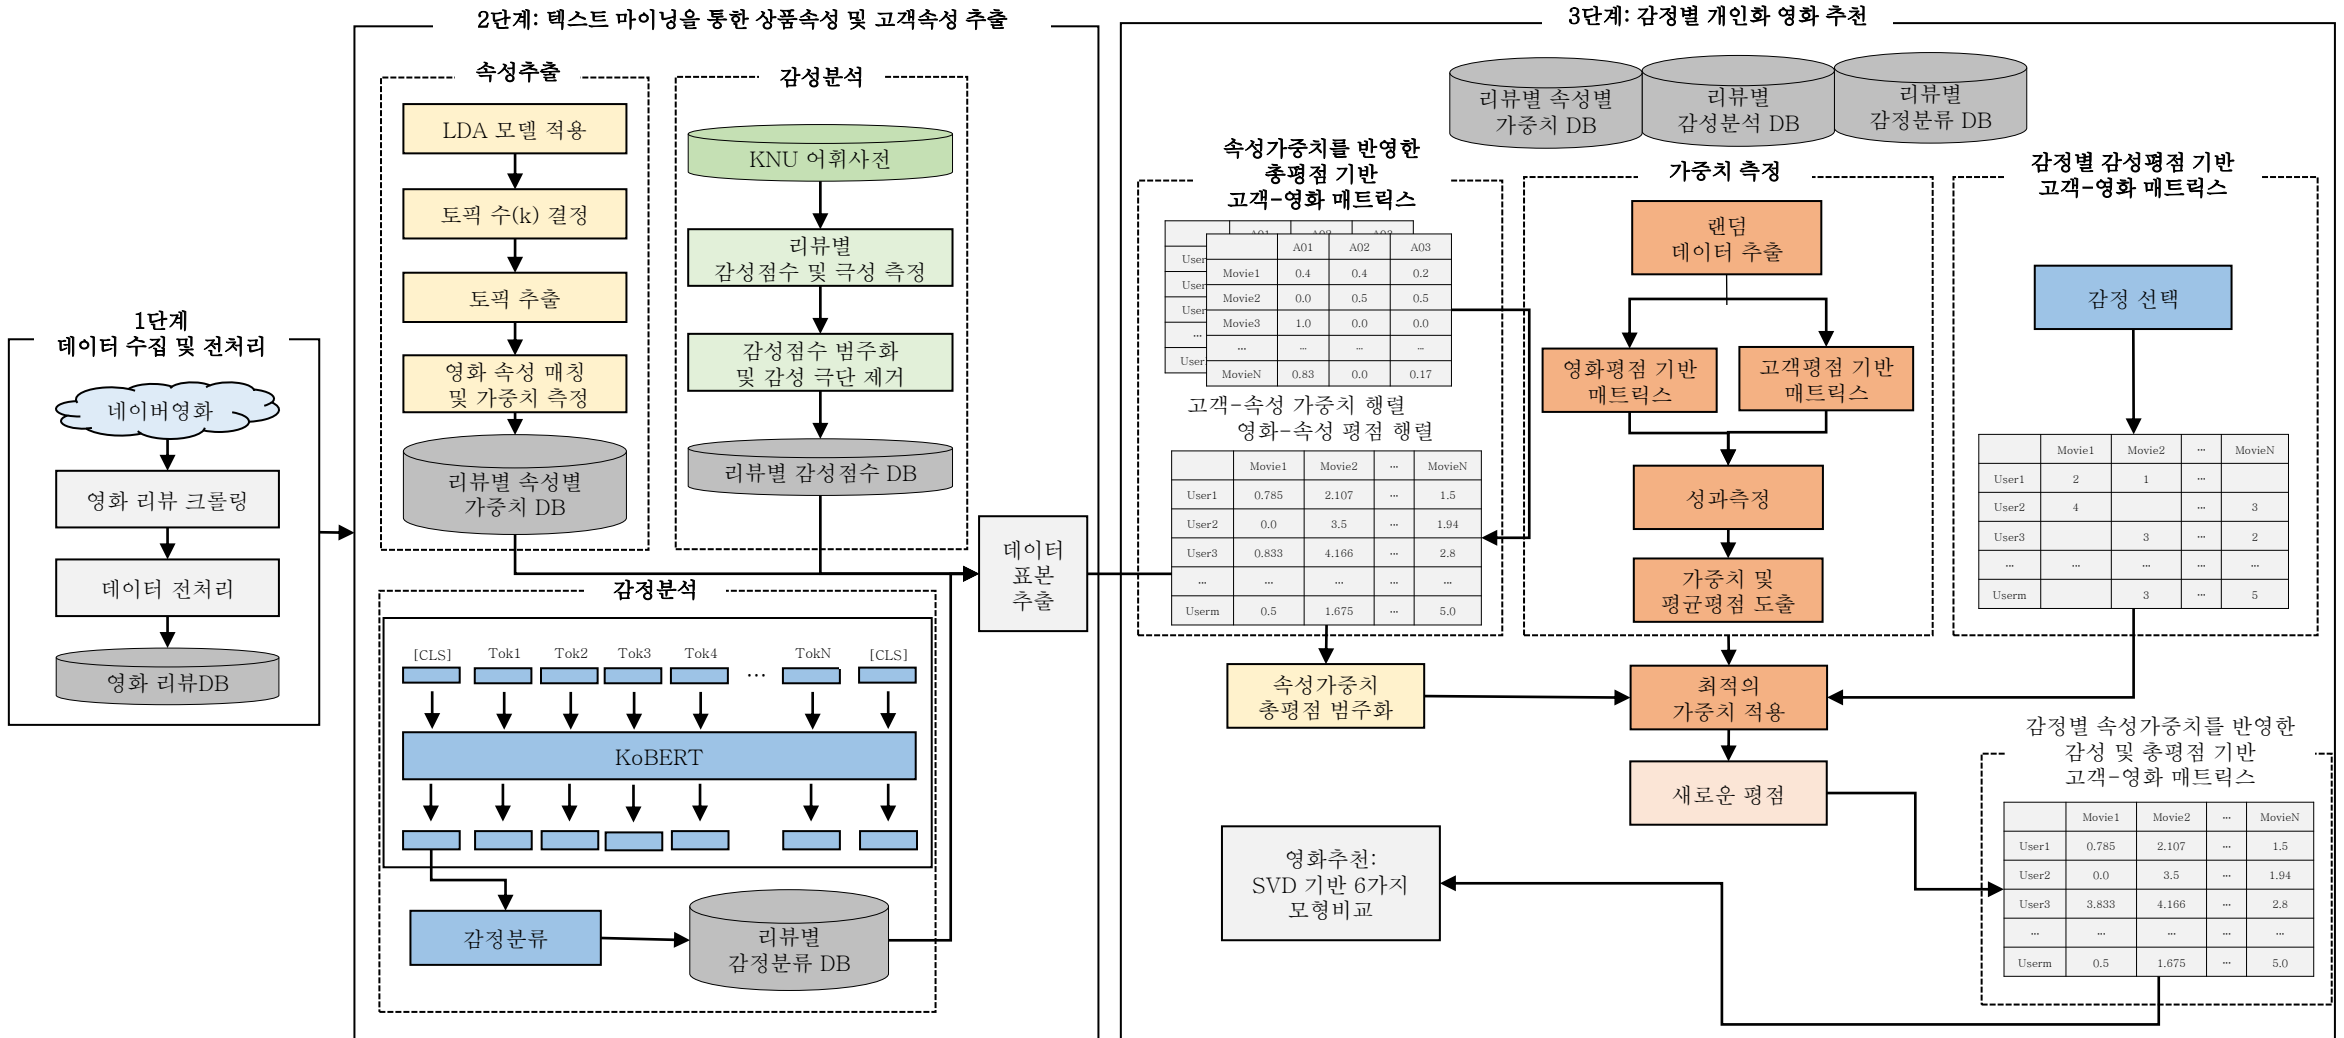 1단계
데이터 수집 및 전처리
네이버영화
영화 리뷰 크롤링
데이터 전처리
영화 리뷰DB
2단계: 텍스트 마이닝을 통한 상품속성 및 고객속성 추출
속성추출
LDA 모델 적용
토픽 수(k) 결정
토픽 추출
영화 속성 매칭
및 가중치 측정
리뷰별 속성별
가중치 DB
감성분석
KNU 어휘사전
리뷰별
감성점수 및 극성 측정
감성점수 범주화
및 감성 극단 제거
리뷰별 감성점수 DB
감정분석
[CLS] Tok1 Tok2 Tok3 Tok4 ... TokN [CLS]
KoBERT
감정분류
리뷰별
감정분류 DB
데이터
표본
추출
3단계: 감정별 개인화 영화 추천
리뷰별 속성별
가중치 DB
리뷰별
감성분석 DB
리뷰별
감정분류 DB
속성가중치를 반영한
총평점 기반
고객-영화 매트릭스
A01 A02 A03
User
User
User
...
User
A01 A02 A03
Movie1 0.4 0.4 0.2
Movie2 0.0 0.5 0.5
Movie3 1.0 0.0 0.0
... ... ... ...
MovieN 0.83 0.0 0.17
고객-속성 가중치 행렬
영화-속성 평점 행렬
Movie1 Movie2 ... MovieN
User1 0.785 2.107 ... 1.5
User2 0.0 3.5 ... 1.94
User3 0.833 4.166 ... 2.8
... ... ... ... ...
Userm 0.5 1.675 ... 5.0
속성가중치
총평점 범주화
가중치 측정
랜덤
데이터 추출
영화평점 기반
매트릭스
고객평점 기반
매트릭스
성과측정
가중치 및
평균평점 도출
최적의
가중치 적용
새로운 평점
감정별 감성평점 기반
고객-영화 매트릭스
감정 선택
Movie1 Movie2 ... MovieN
User1 2 1 ...
User2 4 ... 3
User3 3 ... 2
... ... ... ... ...
Userm 3 ... 5
감정별 속성가중치를 반영한
감성 및 총평점 기반
고객-영화 매트릭스
Movie1 Movie2 ... MovieN
User1 0.785 2.107 ... 1.5
User2 0.0 3.5 ... 1.94
User3 3.833 4.166 ... 2.8
... ... ... ... ...
Userm 0.5 1.675 ... 5.0
영화추천:
SVD 기반 6가지
모형비교